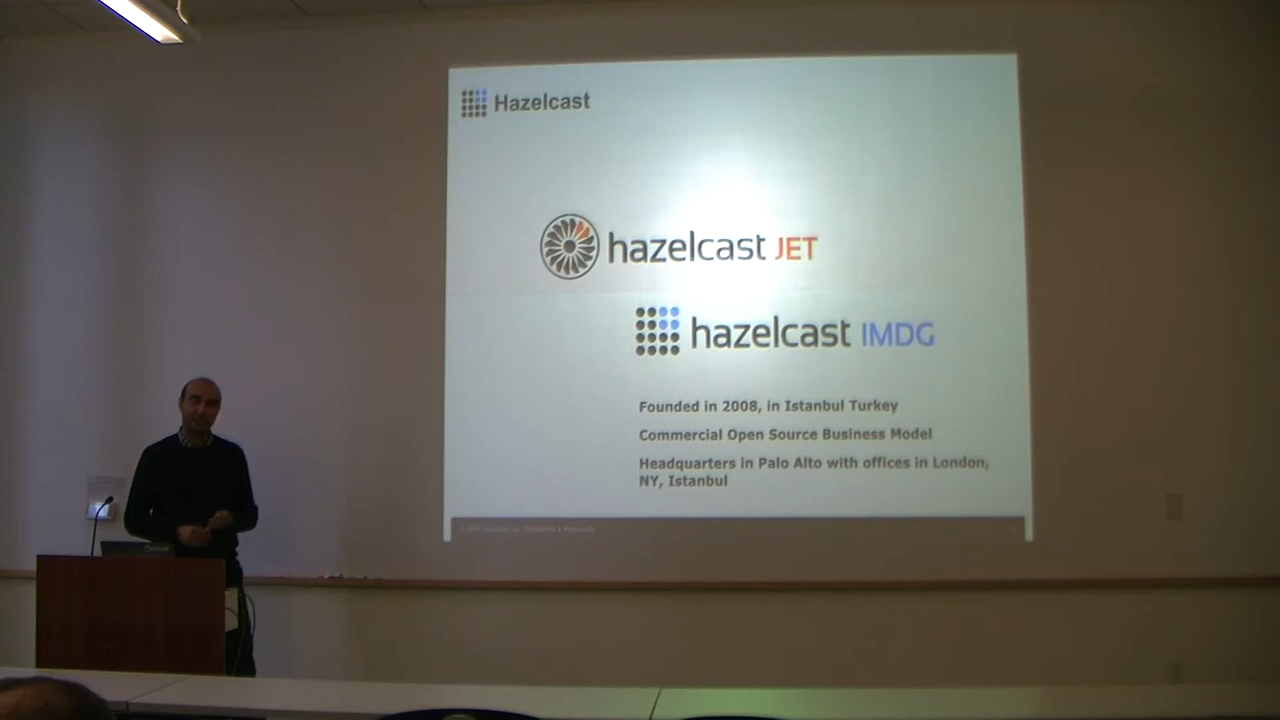 Hazelcast
hazelcast JET
hazelcast IMDG
Founded in 2008, in Istanbul Turkey
Commercial Open Source Business Model
Headquarters in Palo Alto with offices in London,
NY, Istanbul